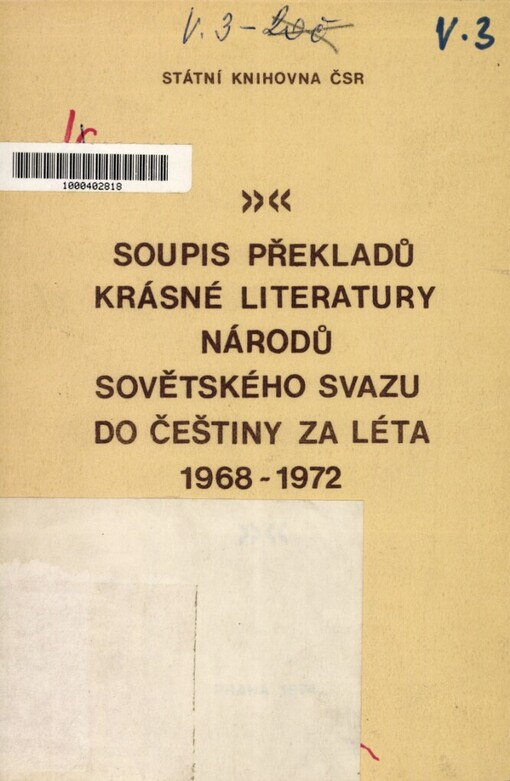 V.3-
V.3
STÁTNÍ KNIHOVNA ČSR
1000402818
»«
SOUPIS PŘEKLADŮ
KRÁSNÉ LITERATURY
NÁRODŮ
SOVĚTSKÉHO SVAZU
DO ČEŠTINY ZA LÉTA
1968-1972